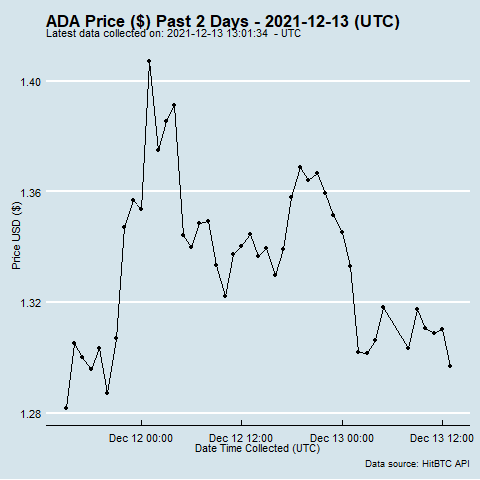 ADA Price ($) Past 2 Days - 2021-12-13 (UTC)
Latest data collected on: 2021-12-13 13:01:34 - UTC
1.40
1.36
1.32
1.28
Price USD ($)
Dec 12 00:00 Dec 12 12:00 Dec 13 00:00 Dec 13 12:00
Date Time Collected (UTC)
Data source: HitBTC API